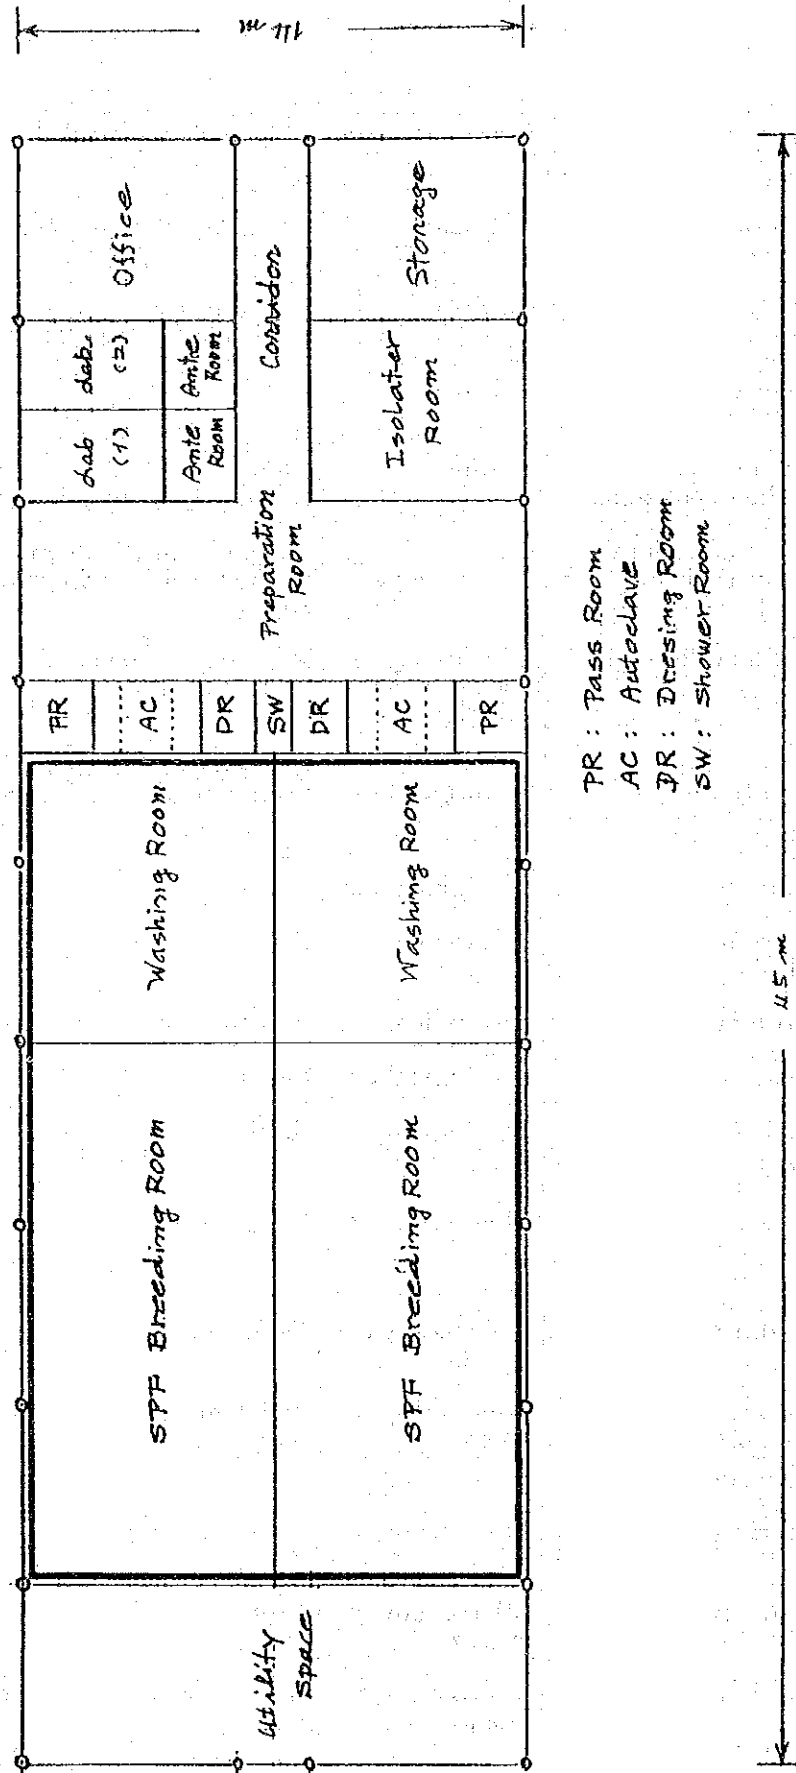 14 m
Office
Lab
(1)
Lab.
(2)
Ante
Room
Ante
Room
Corridor
Storage
Isolater
Room
Preparation
Room
PR
AC
DR
SW
DR
AC
PR
Washing Room
Washing Room
SPF Breeding Room
SPF Breeding Room
Utility
Space
PR : Pass Room
AC : Autoclave
DR : Dresing Room
SW : Shower Room
45 m